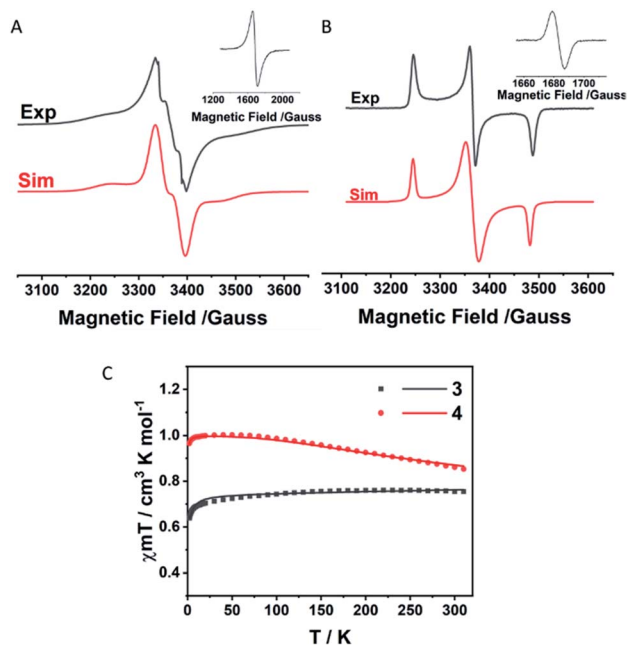 A
1200 1600 2000
Magnetic Field /Gauss
Exp
Sim
3100 3200 3300 3400 3500 3600
Magnetic Field /Gauss
B
1660 1680 1700
Magnetic Field /Gauss
Exp
Sim
3100 3200 3300 3400 3500 3600
Magnetic Field /Gauss
C
3
4
1.2
1.0
0.8
0.6
0.4
χmT / cm³ K mol⁻¹
0 50 100 150 200 250 300
T / K